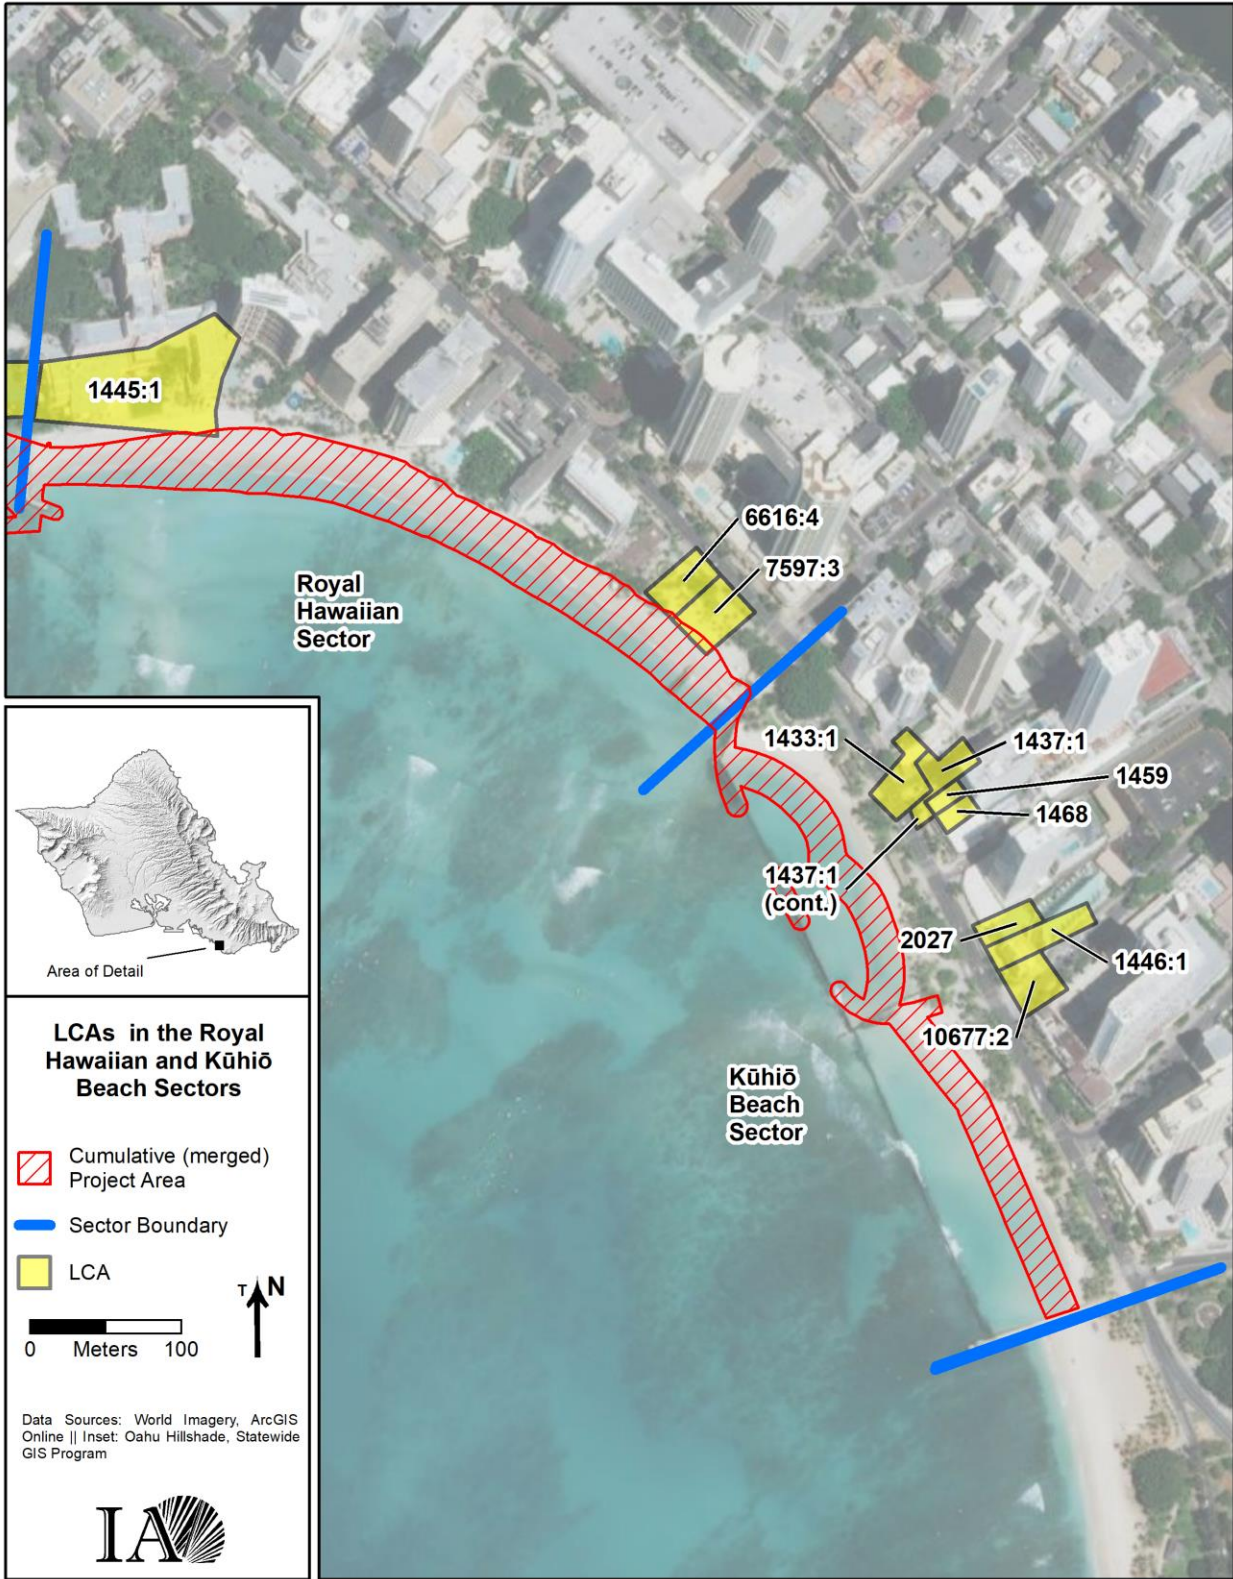 1445:1
6616:4
7597:3
Royal
Hawaiian
Sector
1433:1
1437:1
1459
1468
1437:1
(cont.)
2027
1446:1
10677:2
Kūhiō
Beach
Sector
Area of Detail
LCAs in the Royal
Hawaiian and Kūhiō
Beach Sectors
Cumulative (merged)
Project Area
Sector Boundary
LCA
T N
0 Meters 100
Data Sources: World Imagery, ArcGIS
Online || Inset: Oahu Hillshade, Statewide
GIS Program
IA